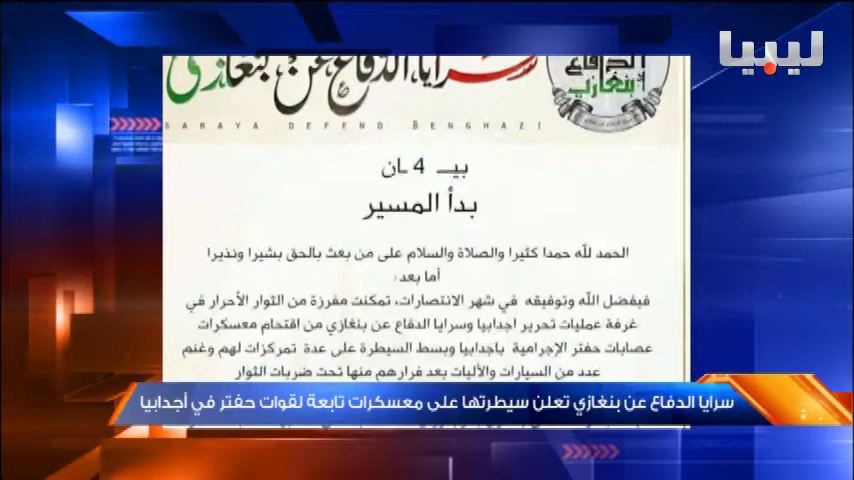 ليبيا
سرايا الدفاع عن بنغازي
الدفاع
بنغازي
SARAYA DEFEND BENGHAZI
بيـ 4 ـان
بدأ المسير
الحمد لله حمدا كثيرا والصلاة والسلام على من بعث بالحق بشيرا ونذيرا
أما بعد:
فبفضل الله وتوفيقه في شهر الانتصارات، تمكنت مفرزة من الثوار الأحرار في
غرفة عمليات تحرير اجدابيا وسرايا الدفاع عن بنغازي من اقتحام معسكرات
عصابات حفتر الإجرامية باجدابيا وبسط السيطرة على عدة تمركزات لهم وغنم
عدد من السيارات والأليات بعد فرارهم منها تحت ضربات الثوار
سرايا الدفاع عن بنغازي تعلن سيطرتها على معسكرات تابعة لقوات حفتر في أجدابيا